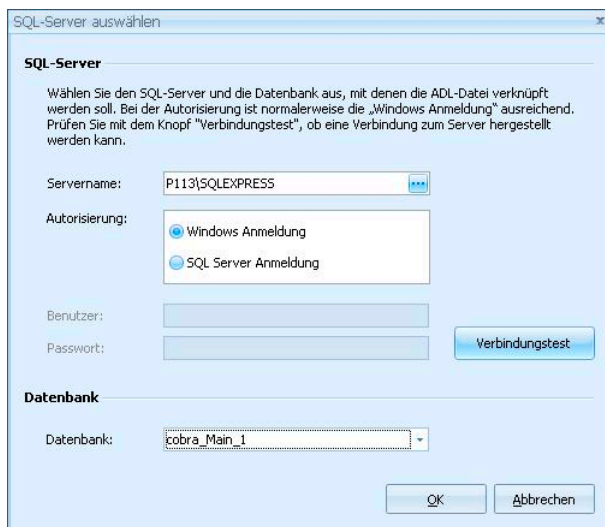 SQL-Server auswählen
SQL-Server
Wählen Sie den SQL-Server und die Datenbank aus, mit denen die ADL-Datei verknüpft
werden soll. Bei der Autorisierung ist normalerweise die „Windows Anmeldung" ausreichend.
Prüfen Sie mit dem Knopf "Verbindungstest", ob eine Verbindung zum Server hergestellt
werden kann.
Servername: P113\SQLEXPRESS ...
Autorisierung:
Windows Anmeldung
SQL Server Anmeldung
Benutzer:
Passwort:
Verbindungstest
Datenbank
Datenbank: cobra_Main_1
OK Abbrechen